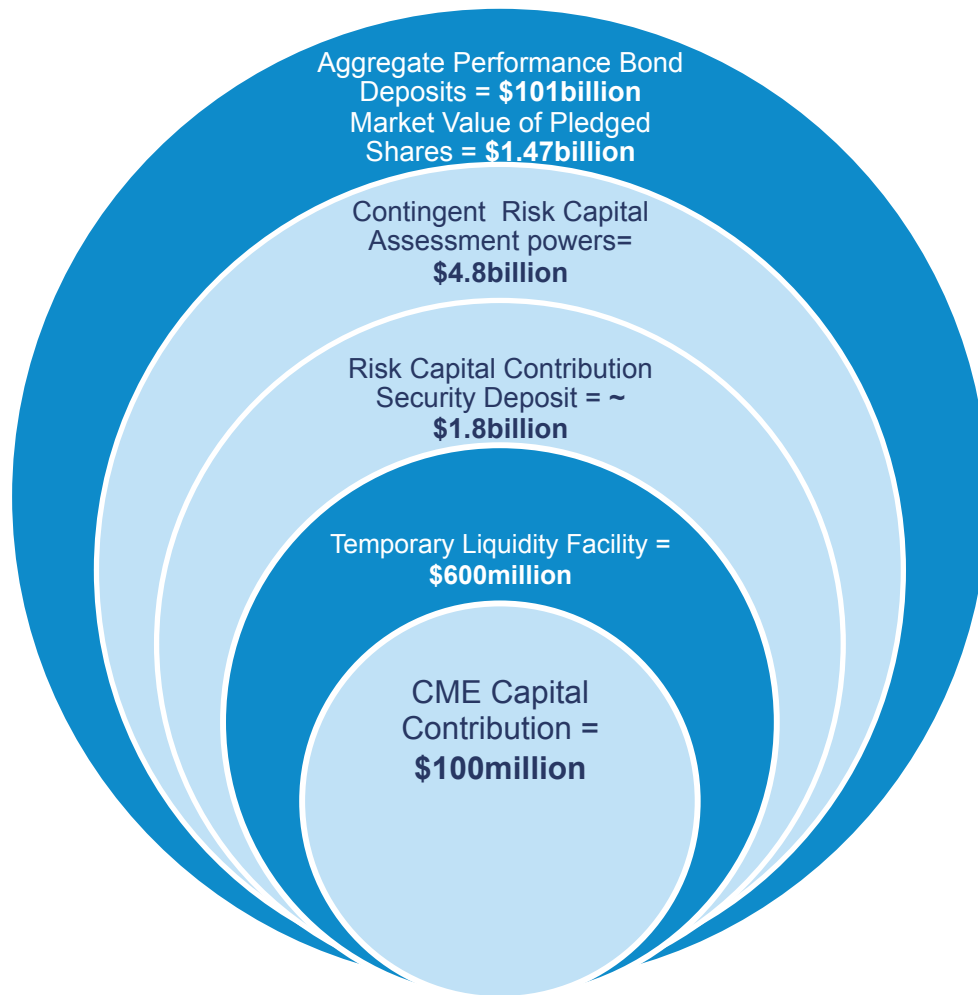 Aggregate Performance Bond
Deposits = $101billion
Market Value of Pledged
Shares = $1.47billion
Contingent  Risk Capital
Assessment powers=
$4.8billion
Risk Capital Contribution
Security Deposit = ~
$1.8billion
Temporary Liquidity Facility =
$600million
CME Capital
Contribution =
$100million